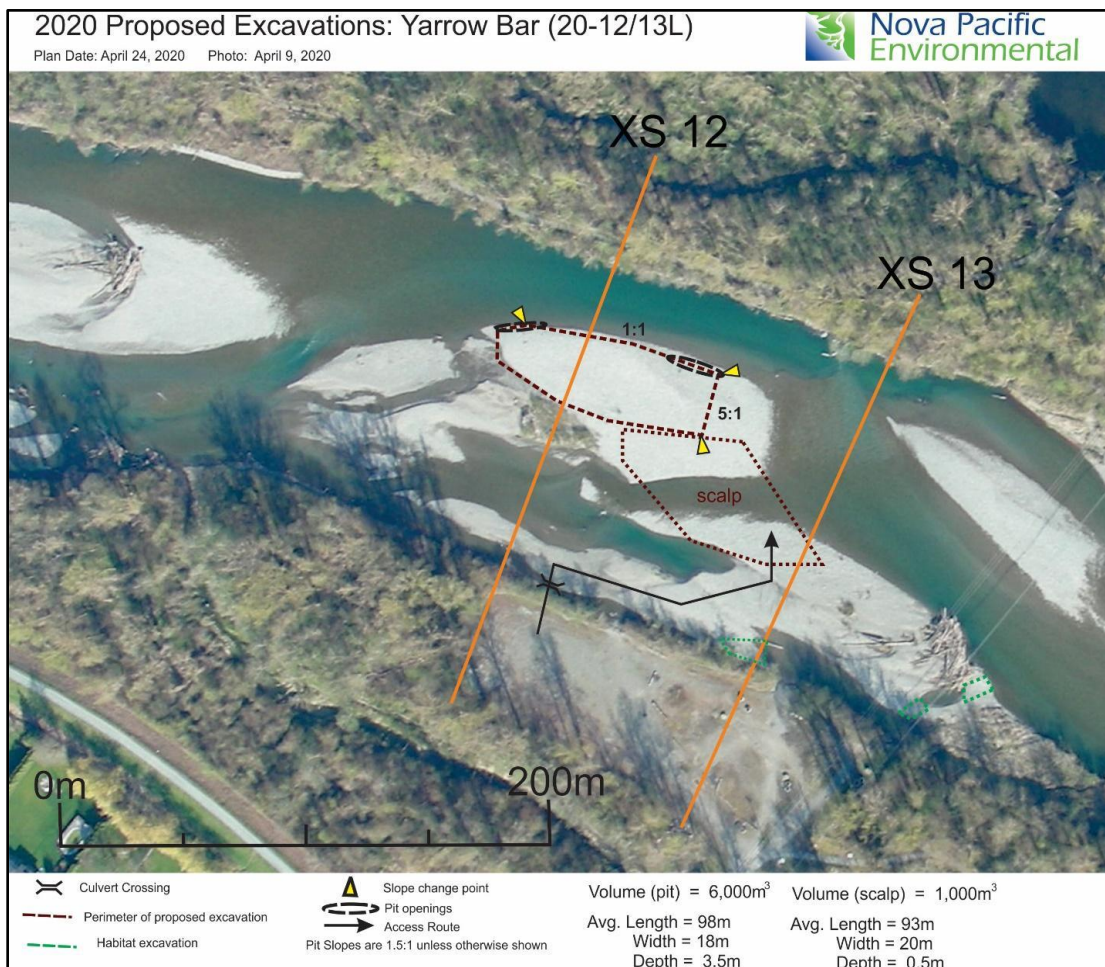 2020 Proposed Excavations: Yarrow Bar (20-12/13L)
Plan Date: April 24, 2020 Photo: April 9, 2020
Nova Pacific
Environmental
XS 12
XS 13
1:1
5:1
scalp
0m
200m
Culvert Crossing
Perimeter of proposed excavation
Habitat excavation
Slope change point
Pit openings
Access Route
Pit Slopes are 1.5:1 unless otherwise shown
Volume (pit) = 6,000m³
Avg. Length = 98m
Width = 18m
Depth = 3.5m
Volume (scalp) = 1,000m³
Avg. Length = 93m
Width = 20m
Depth = 0.5m